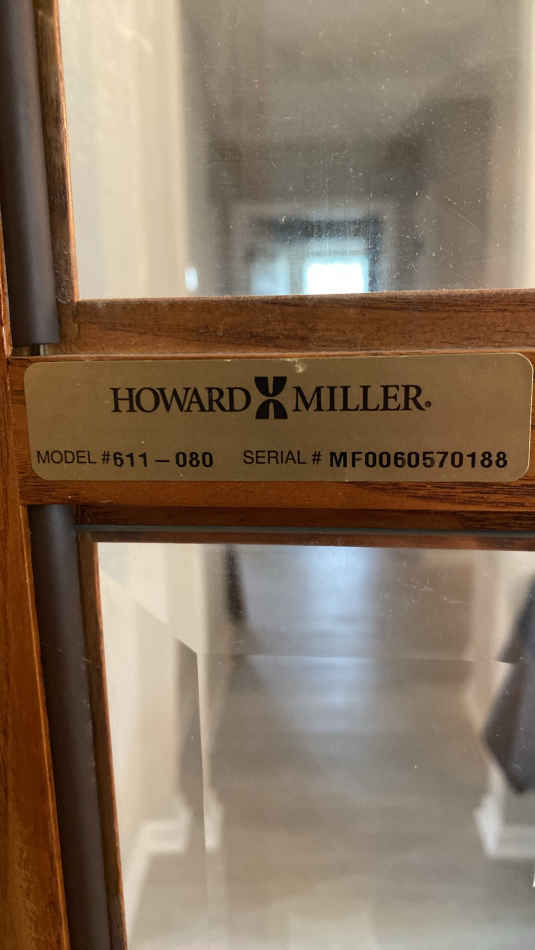 HOWARD MILLER®
MODEL #611-080 SERIAL # MF0060570188